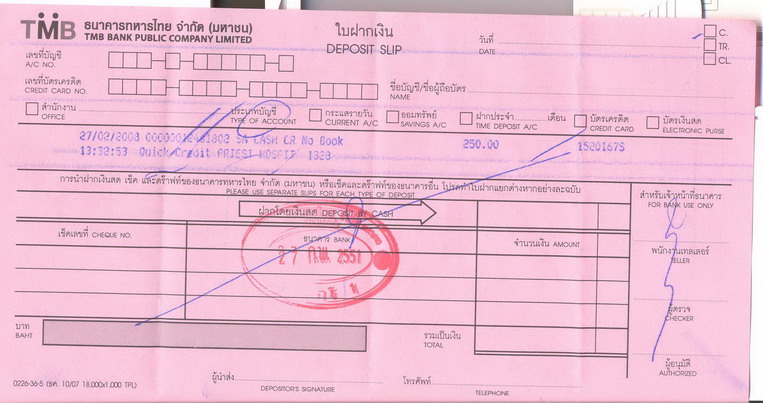 TMB ธนาคารทหารไทย จำกัด (มหาชน)
TMB BANK PUBLIC COMPANY LIMITED
ใบฝากเงิน
DEPOSIT SLIP
วันที่
DATE
C.
TR.
CL.
เลขที่บัญชี
A/C NO.
เลขที่บัตรเครดิต
CREDIT CARD NO.
ชื่อบัญชี/ชื่อผู้ถือบัตร
NAME
สำนักงาน
OFFICE
ประเภทบัญชี
TYPE OF ACCOUNT
กระแสรายวัน
CURRENT A/C
ออมทรัพย์
SAVINGS A/C
ฝากประจำ เดือน
TIME DEPOSIT A/C
บัตรเครดิต
CREDIT CARD
บัตรเงินสด
ELECTRONIC PURSE
27/02/2008 SA CASH CR No Book 250.00 1520167S
13:32:53 Quick/Credit PRIEST HOSPIT 1328
การนำฝากเงินสด เช็ค และดร๊าฟท์ของธนาคารทหารไทย จำกัด (มหาชน) หรือเช็คและดร๊าฟท์ของธนาคารอื่น โปรดทำใบฝากแยกต่างหากอย่างละฉบับ
PLEASE USE SEPARATE SLIPS FOR EACH TYPE OF DEPOSIT
สำหรับเจ้าหน้าที่ธนาคาร
FOR BANK USE ONLY
ฝากโดยเงินสด DEPOSIT BY CASH
เช็คเลขที่ CHEQUE NO.
ธนาคาร BANK
จำนวนเงิน AMOUNT
27 ก.พ. 2551
พนักงานเทลเลอร์
TELLER
ผู้ตรวจ
CHECKER
บาท
BAHT
รวมเป็นเงิน
TOTAL
ผู้อนุมัติ
AUTHORIZED
0226-36-5 (ธค. 10/07 18,000x1,000 TPL)
ผู้นำส่ง
DEPOSITOR'S SIGNATURE
โทรศัพท์
TELEPHONE